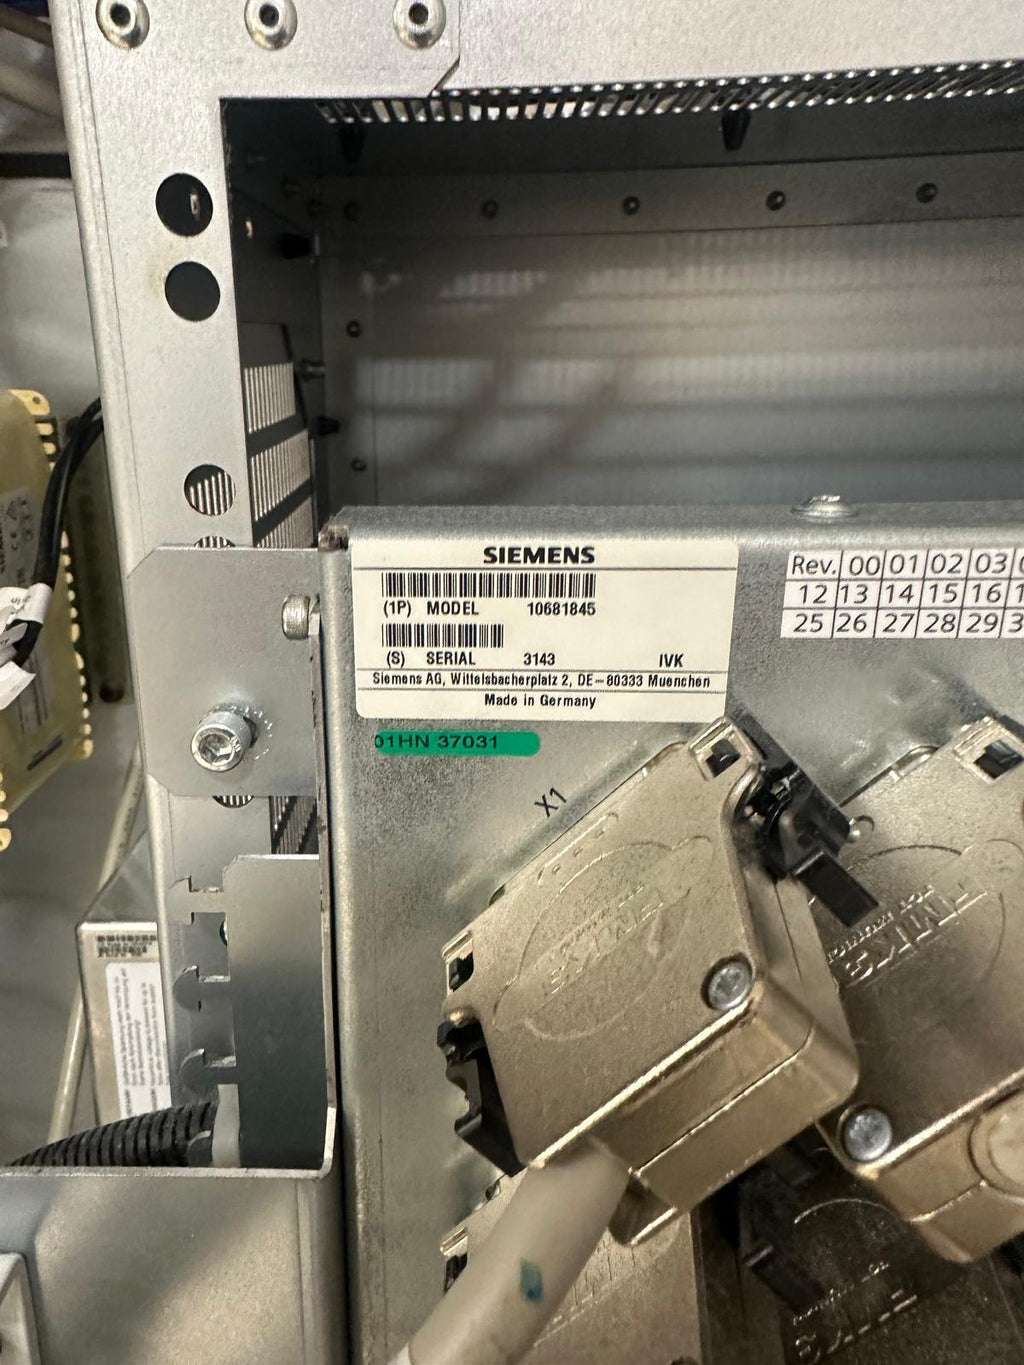 SIEMENS
(1P) MODEL 10681845
(S) SERIAL 3143 IVK
Siemens AG, Wittelsbacherplatz 2, DE-80333 Muenchen
Made in Germany
Rev. 00 01 02 03
12 13 14 15 16
25 26 27 28 29
01HN 37031
X1